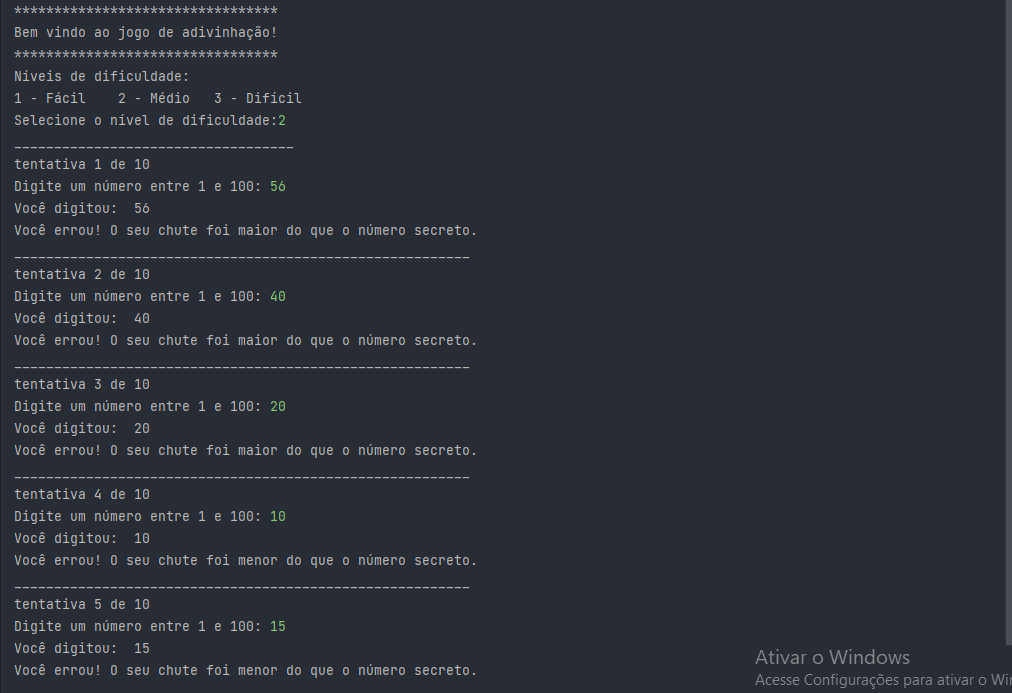 *********************************
Bem vindo ao jogo de adivinhação!
*********************************
Níveis de dificuldade:
1 - Fácil    2 - Médio   3 - Difícil
Selecione o nível de dificuldade:2
___________________________________
tentativa 1 de 10
Digite um número entre 1 e 100: 56
Você digitou:  56
Você errou! O seu chute foi maior do que o número secreto.
_________________________________________________________
tentativa 2 de 10
Digite um número entre 1 e 100: 40
Você digitou:  40
Você errou! O seu chute foi maior do que o número secreto.
_________________________________________________________
tentativa 3 de 10
Digite um número entre 1 e 100: 20
Você digitou:  20
Você errou! O seu chute foi maior do que o número secreto.
_________________________________________________________
tentativa 4 de 10
Digite um número entre 1 e 100: 10
Você digitou:  10
Você errou! O seu chute foi menor do que o número secreto.
_________________________________________________________
tentativa 5 de 10
Digite um número entre 1 e 100: 15
Você digitou:  15
Você errou! O seu chute foi menor do que o número secreto.
Ativar o Windows
Acesse Configurações para ativar o